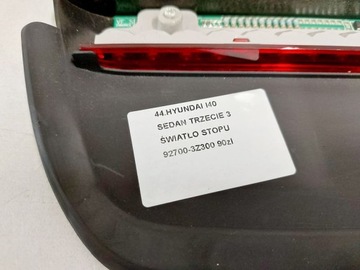 44.HYUNDAI I40
SEDAN TRZECIE 3
ŚWIATŁO STOPU
92700-3Z300 90zł